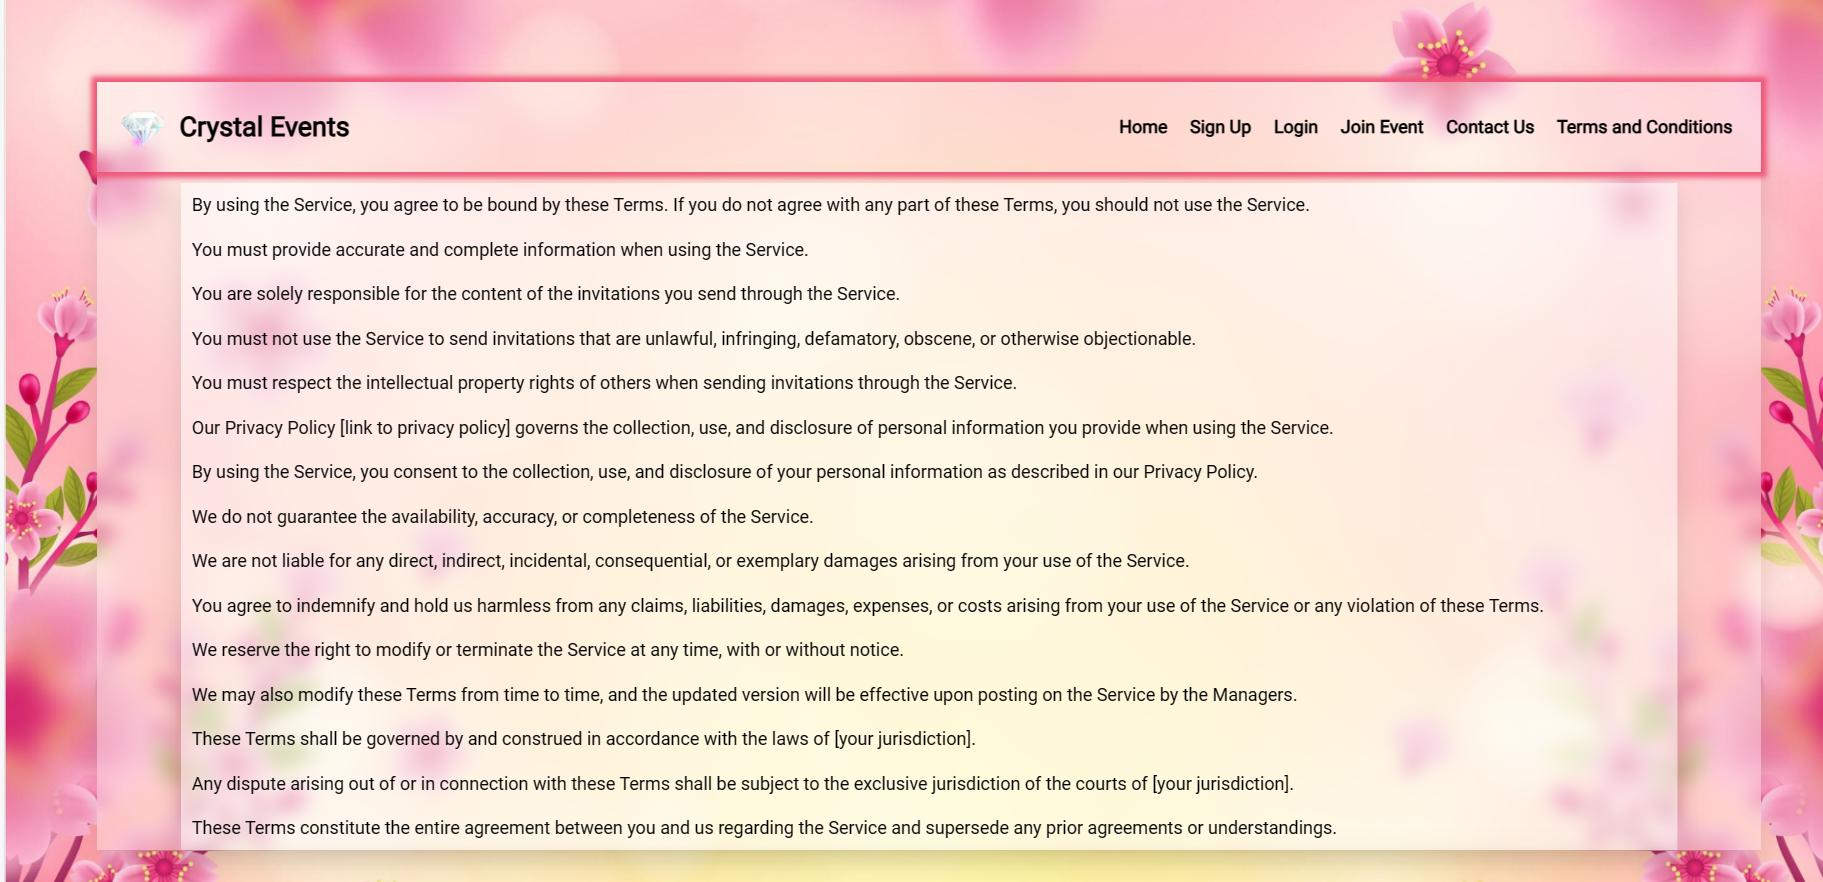 Crystal Events
Home Sign Up Login Join Event Contact Us Terms and Conditions
By using the Service, you agree to be bound by these Terms. If you do not agree with any part of these Terms, you should not use the Service.
You must provide accurate and complete information when using the Service.
You are solely responsible for the content of the invitations you send through the Service.
You must not use the Service to send invitations that are unlawful, infringing, defamatory, obscene, or otherwise objectionable.
You must respect the intellectual property rights of others when sending invitations through the Service.
Our Privacy Policy [link to privacy policy] governs the collection, use, and disclosure of personal information you provide when using the Service.
By using the Service, you consent to the collection, use, and disclosure of your personal information as described in our Privacy Policy.
We do not guarantee the availability, accuracy, or completeness of the Service.
We are not liable for any direct, indirect, incidental, consequential, or exemplary damages arising from your use of the Service.
You agree to indemnify and hold us harmless from any claims, liabilities, damages, expenses, or costs arising from your use of the Service or any violation of these Terms.
We reserve the right to modify or terminate the Service at any time, with or without notice.
We may also modify these Terms from time to time, and the updated version will be effective upon posting on the Service by the Managers.
These Terms shall be governed by and construed in accordance with the laws of [your jurisdiction].
Any dispute arising out of or in connection with these Terms shall be subject to the exclusive jurisdiction of the courts of [your jurisdiction].
These Terms constitute the entire agreement between you and us regarding the Service and supersede any prior agreements or understandings.